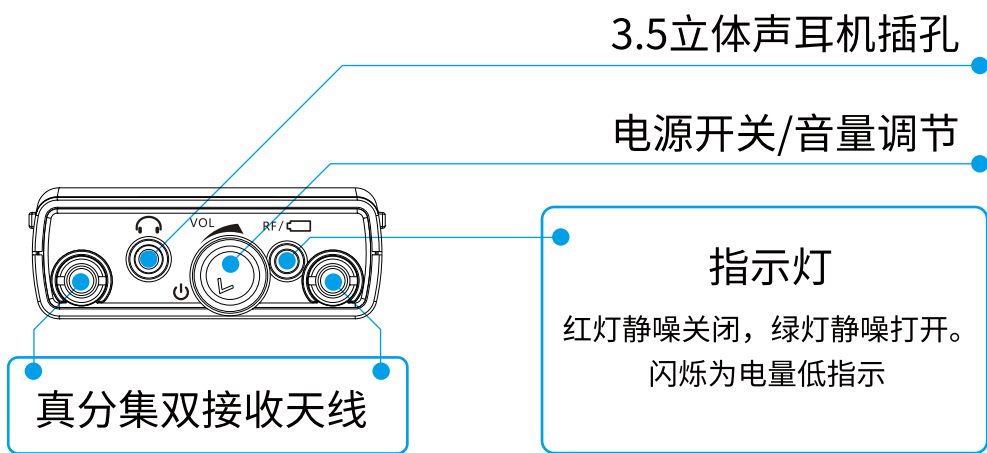 3.5立体声耳机插孔
电源开关/音量调节
VOL
RF/
指示灯
红灯静噪关闭，绿灯静噪打开。
闪烁为电量低指示
真分集双接收天线